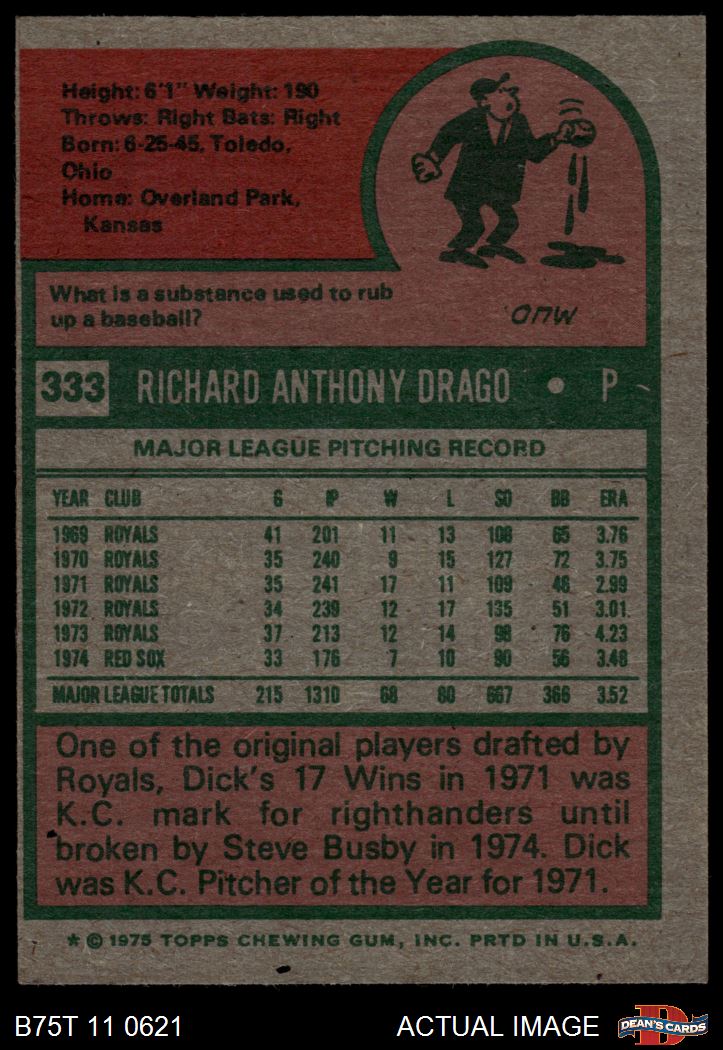 Height: 6'1" Weight: 190
Throws: Right Bats: Right
Born: 6-25-45, Toledo,
Ohio
Home: Overland Park,
Kansas
What is a substance used to rub
up a baseball?
MUD
333 RICHARD ANTHONY DRAGO • P
MAJOR LEAGUE PITCHING RECORD
YEAR CLUB G IP W L SO BB ERA
1969 ROYALS 41 201 11 13 108 65 3.76
1970 ROYALS 35 240 9 15 127 72 3.75
1971 ROYALS 35 241 17 11 109 46 2.99
1972 ROYALS 34 239 12 17 135 51 3.01
1973 ROYALS 37 213 12 14 98 76 4.23
1974 RED SOX 33 176 7 10 90 56 3.48
MAJOR LEAGUE TOTALS 215 1310 68 80 667 366 3.52
One of the original players drafted by
Royals, Dick's 17 Wins in 1971 was
K.C. mark for righthanders until
broken by Steve Busby in 1974. Dick
was K.C. Pitcher of the Year for 1971.
* © 1975 TOPPS CHEWING GUM, INC. PRTD IN U.S.A.
B75T 11 0621 ACTUAL IMAGE DEAN'S CARDS